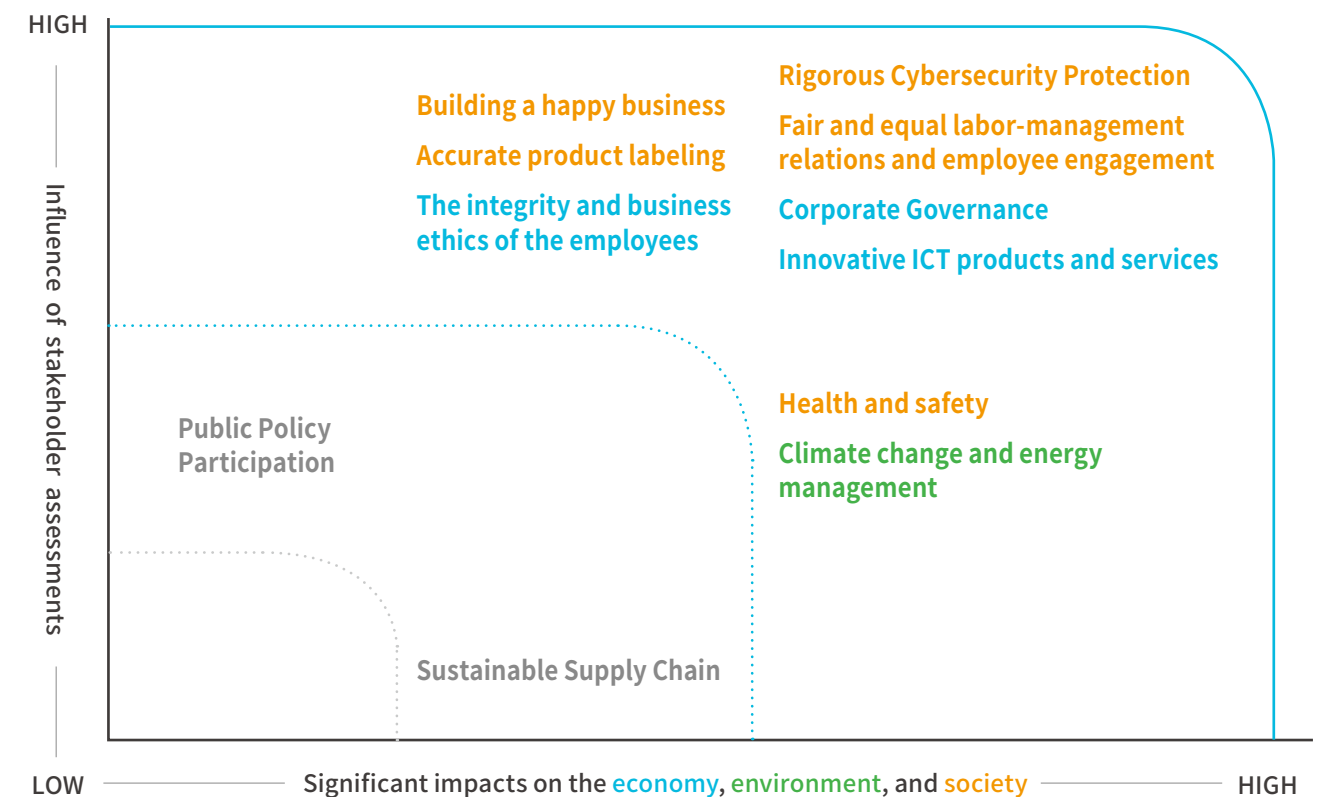 HIGH
Influence of stakeholder assessments
Building a happy business
Accurate product labeling
The integrity and business
ethics of the employees
Rigorous Cybersecurity Protection
Fair and equal labor-management
relations and employee engagement
Corporate Governance
Innovative ICT products and services
Public Policy
Participation
Health and safety
Climate change and energy
management
Sustainable Supply Chain
LOW
Significant impacts on the economy, environment, and society
HIGH